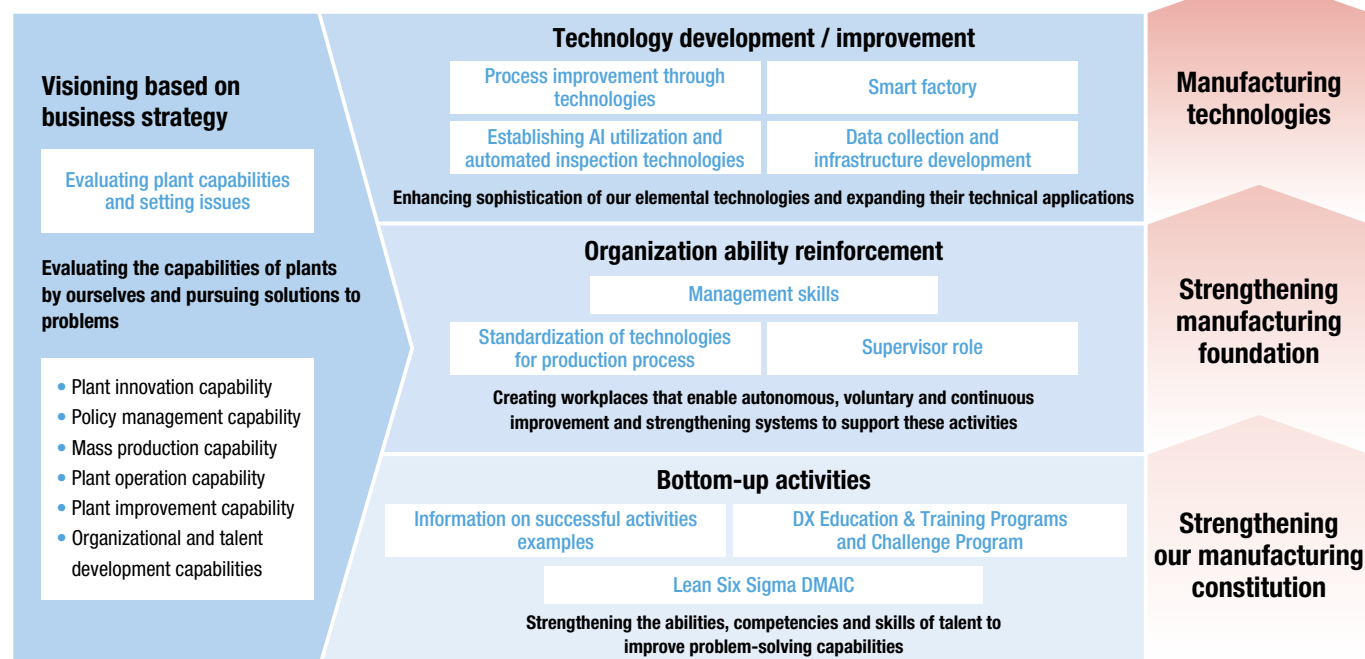 Visioning based on
business strategy
Evaluating plant capabilities
and setting issues
Evaluating the capabilities of plants
by ourselves and pursuing solutions to
problems
• Plant innovation capability
• Policy management capability
• Mass production capability
• Plant operation capability
• Plant improvement capability
• Organizational and talent
development capabilities
Technology development / improvement
Process improvement through
technologies
Smart factory
Establishing AI utilization and
automated inspection technologies
Data collection and
infrastructure development
Enhancing sophistication of our elemental technologies and expanding their technical applications
Organization ability reinforcement
Management skills
Standardization of technologies
for production process
Supervisor role
Creating workplaces that enable autonomous, voluntary and continuous
improvement and strengthening systems to support these activities
Bottom-up activities
Information on successful activities
examples
DX Education & Training Programs
and Challenge Program
Lean Six Sigma DMAIC
Strengthening the abilities, competencies and skills of talent to
improve problem-solving capabilities
Manufacturing
technologies
Strengthening
manufacturing
foundation
Strengthening
our manufacturing
constitution